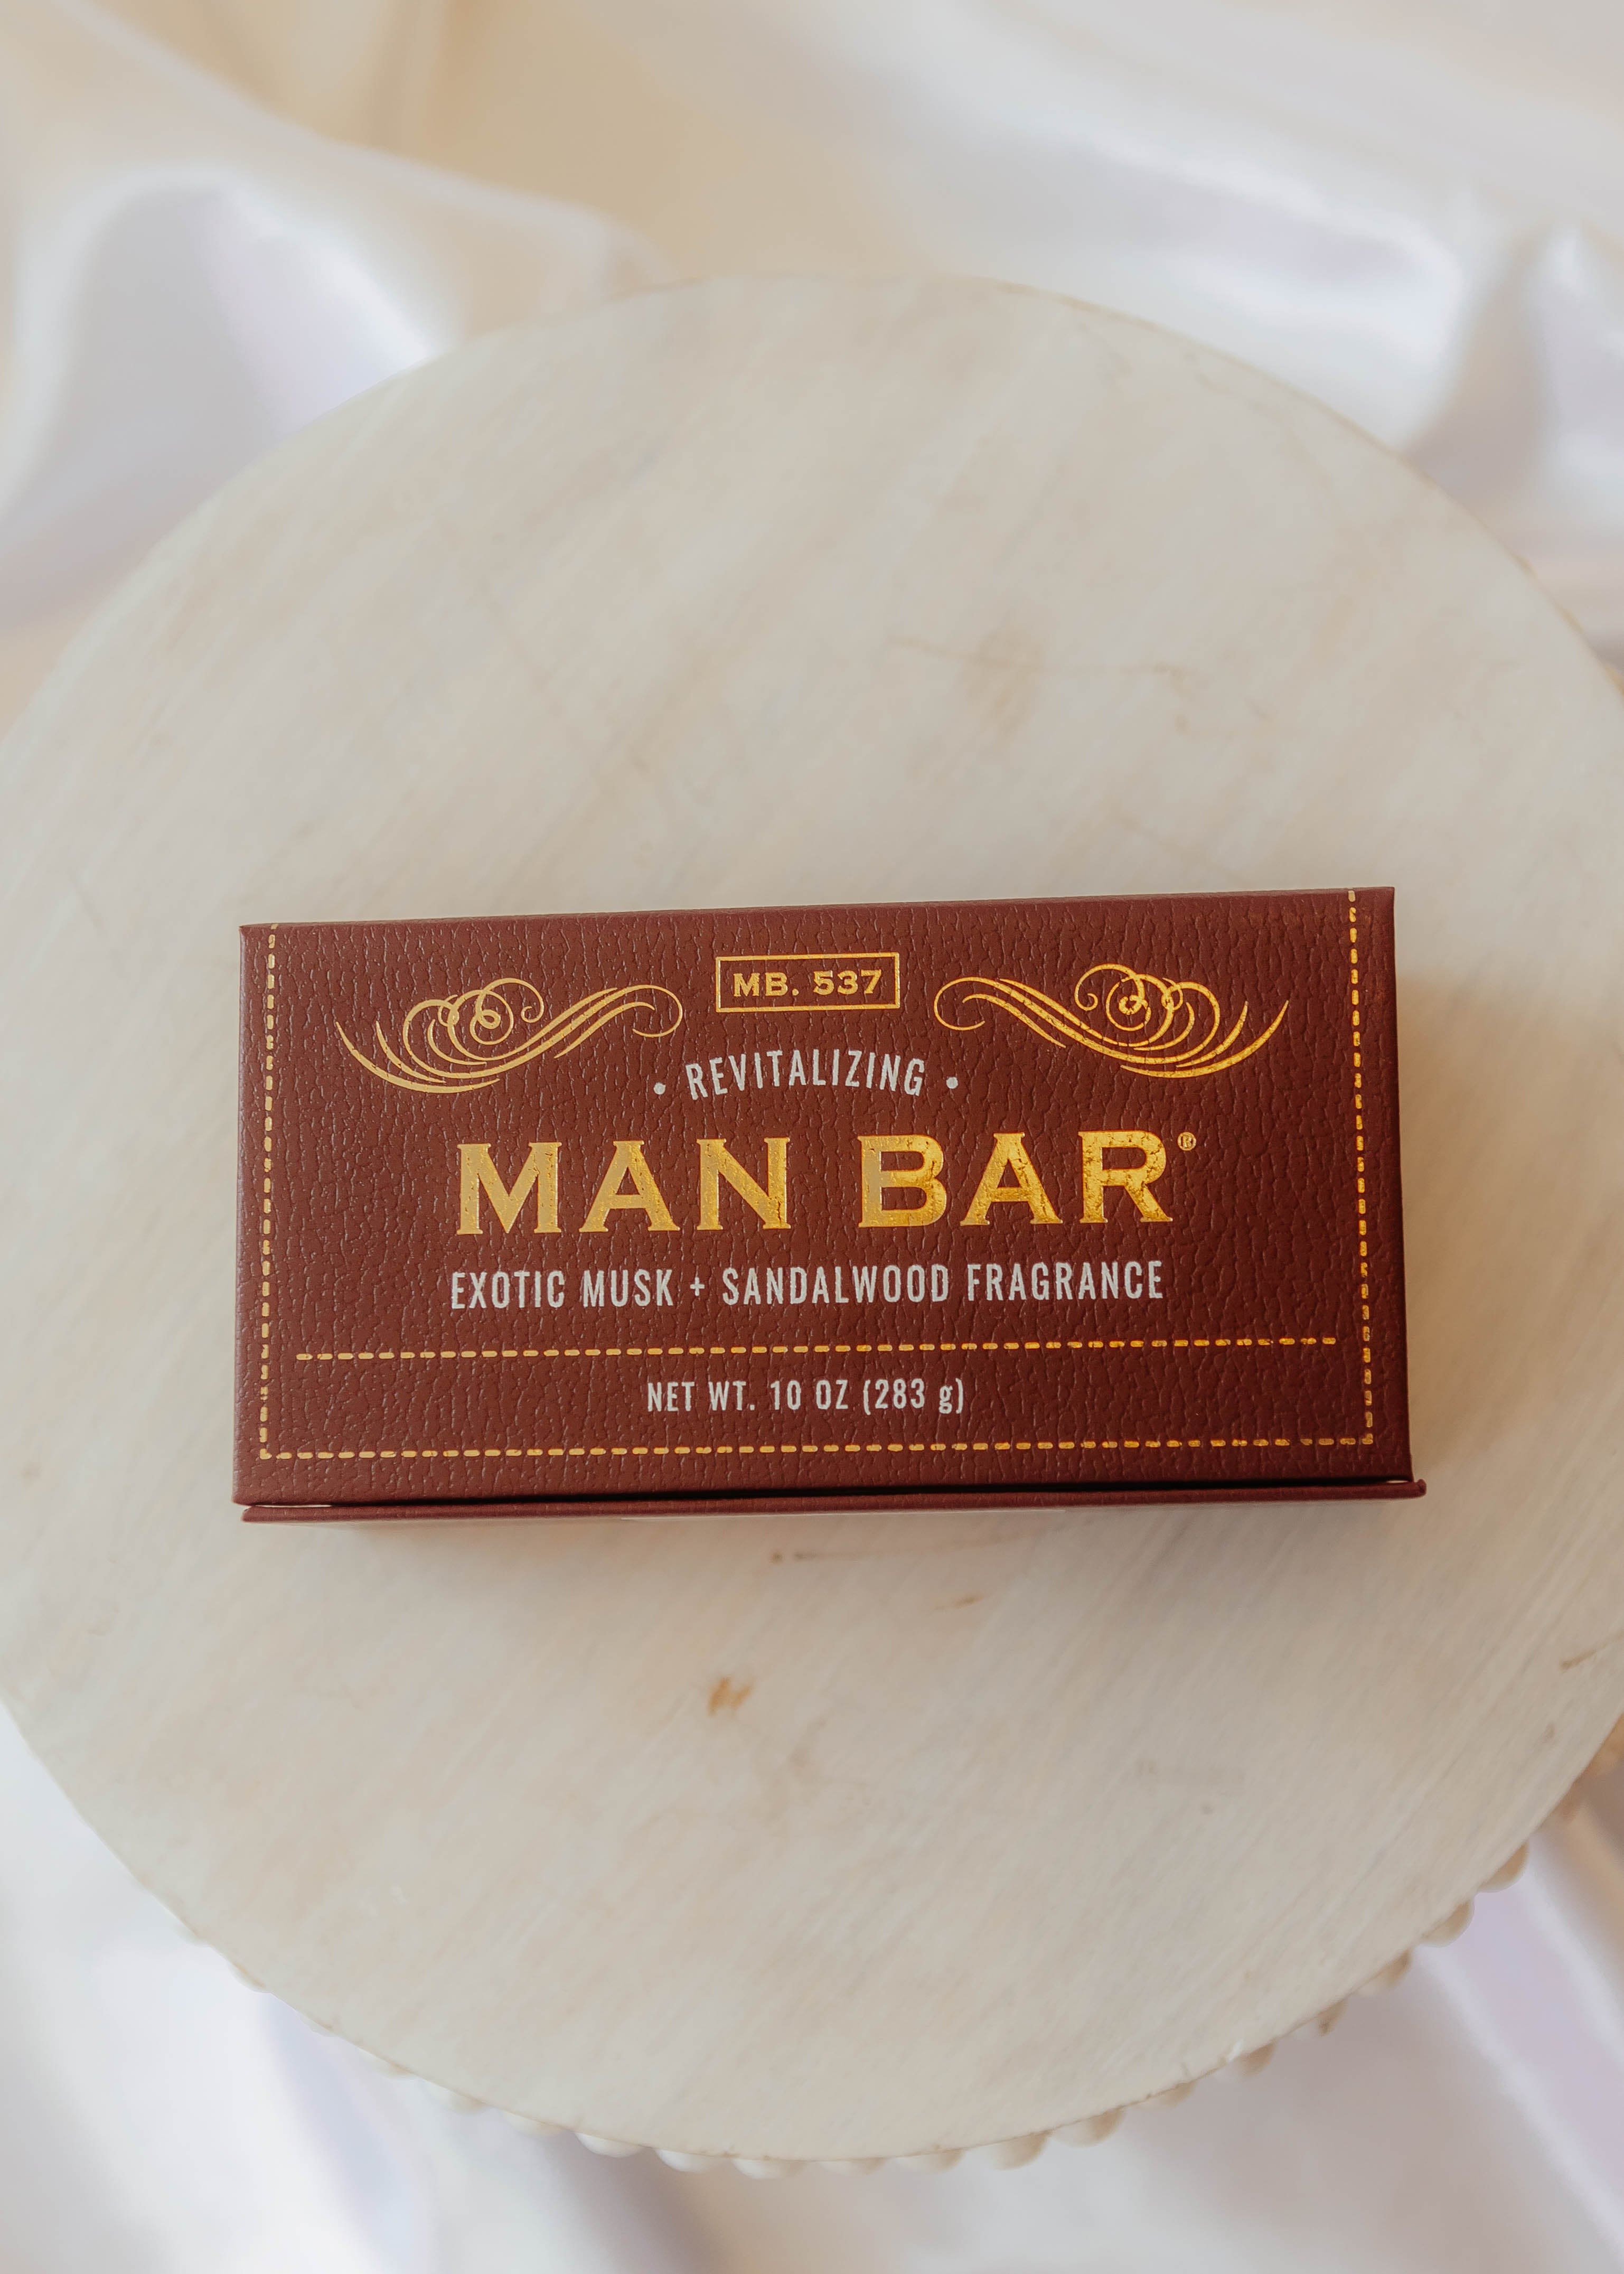 MB. 537
• REVITALIZING •
MAN BAR®
EXOTIC MUSK + SANDALWOOD FRAGRANCE
NET WT. 10 OZ (283 g)